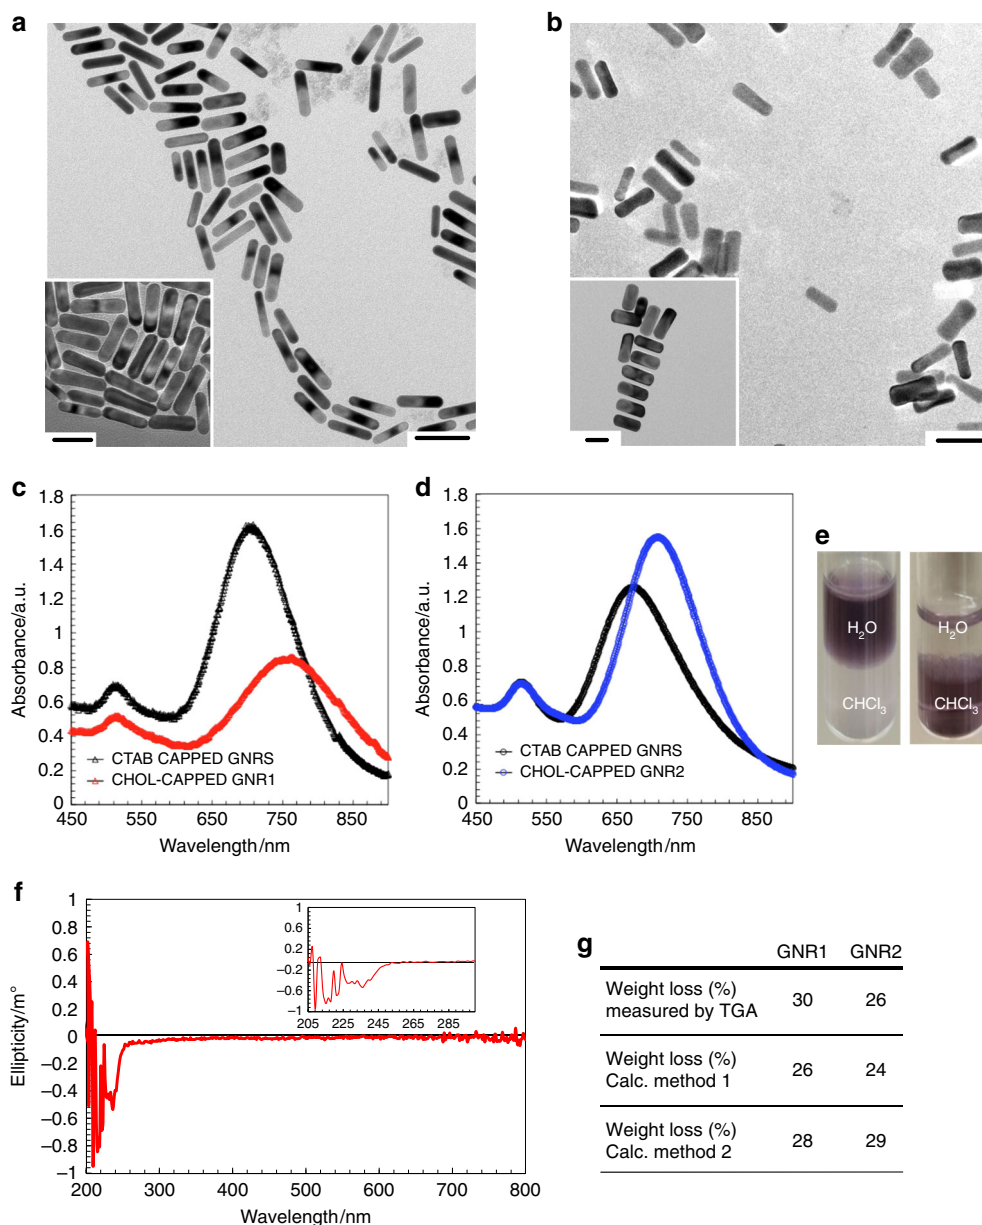 a
b
c
1.8
1.6
1.4
1.2
1
0.8
0.6
0.4
0.2
0
Absorbance/a.u.
CTAB CAPPED GNRS
CHOL-CAPPED GNR1
450 550 650 750 850
Wavelength/nm
d
1.8
1.6
1.4
1.2
1
0.8
0.6
0.4
0.2
0
Absorbance/a.u.
CTAB CAPPED GNRS
CHOL-CAPPED GNR2
450 550 650 750 850
Wavelength/nm
e
H2O
CHCl3
H2O
CHCl3
f
1
0.8
0.6
0.4
0.2
0
−0.2
−0.4
−0.6
−0.8
−1
Ellipticity/m°
1
0.6
0.2
−0.2
−0.6
−1
205 225 245 265 285
200 300 400 500 600 700 800
Wavelength/nm
g
GNR1 GNR2
Weight loss (%)
measured by TGA
30 26
Weight loss (%)
Calc. method 1
26 24
Weight loss (%)
Calc. method 2
28 29